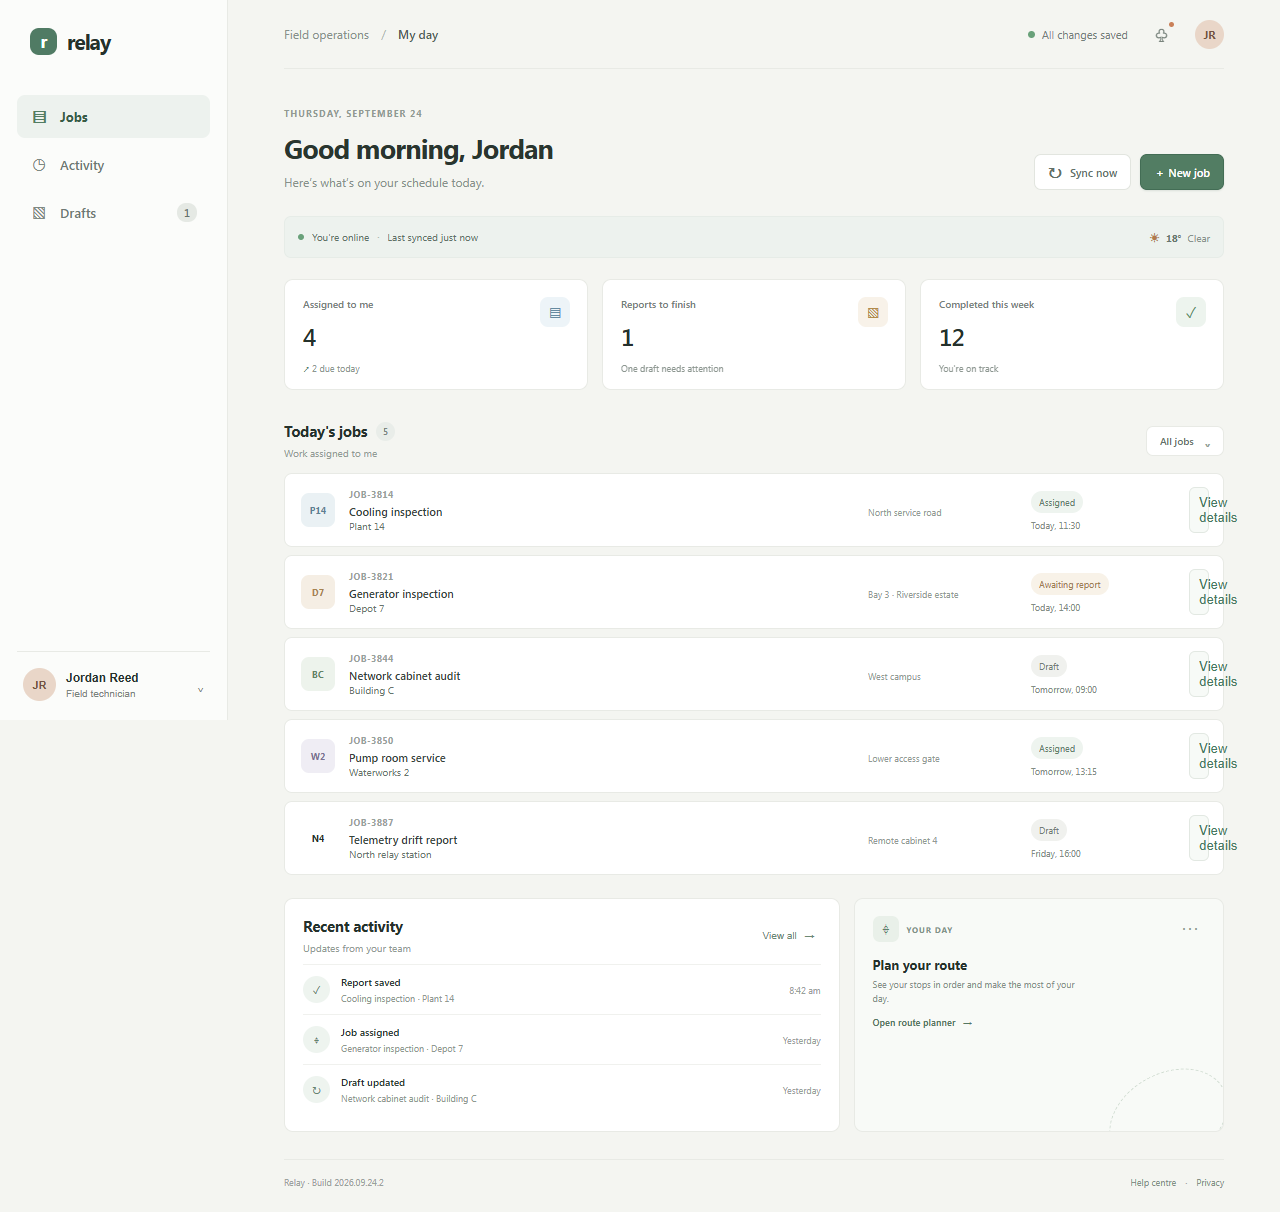 r relay
Jobs
Activity
Drafts 1
JR Jordan Reed
Field technician
Field operations / My day
All changes saved
JR
THURSDAY, SEPTEMBER 24
Good morning, Jordan
Here's what's on your schedule today.
Sync now
+ New job
You're online · Last synced just now
18° Clear
Assigned to me
4
↗ 2 due today
Reports to finish
1
One draft needs attention
Completed this week
12
You're on track
Today's jobs 5
Work assigned to me
All jobs
P14
JOB-3814
Cooling inspection
Plant 14
North service road
Assigned
Today, 11:30
View
details
D7
JOB-3821
Generator inspection
Depot 7
Bay 3 · Riverside estate
Awaiting report
Today, 14:00
View
details
BC
JOB-3844
Network cabinet audit
Building C
West campus
Draft
Tomorrow, 09:00
View
details
W2
JOB-3850
Pump room service
Waterworks 2
Lower access gate
Assigned
Tomorrow, 13:15
View
details
N4
JOB-3887
Telemetry drift report
North relay station
Remote cabinet 4
Draft
Friday, 16:00
View
details
Recent activity
Updates from your team
View all →
Report saved
Cooling inspection · Plant 14
8:42 am
Job assigned
Generator inspection · Depot 7
Yesterday
Draft updated
Network cabinet audit · Building C
Yesterday
YOUR DAY
Plan your route
See your stops in order and make the most of your
day.
Open route planner →
Relay · Build 2026.09.24.2
Help centre · Privacy